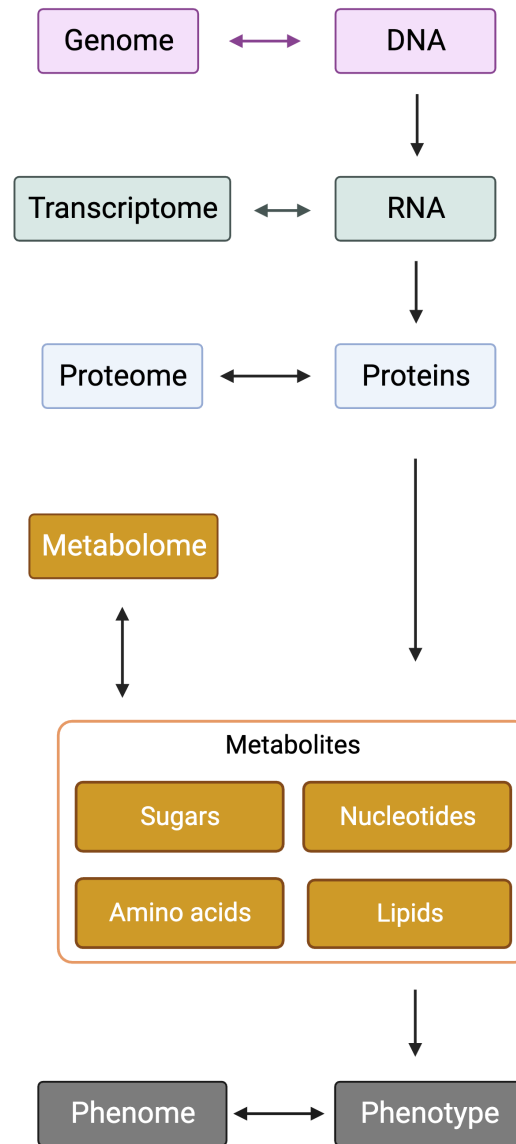 Genome
DNA
Transcriptome
RNA
Proteome
Proteins
Metabolome
Metabolites
Sugars
Nucleotides
Amino acids
Lipids
Phenome
Phenotype